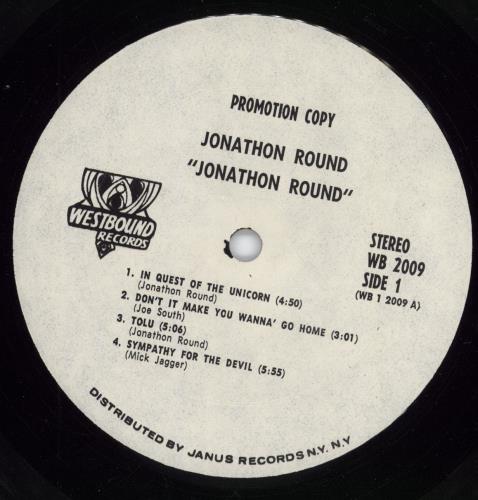 PROMOTION COPY
JONATHON ROUND
"JONATHON ROUND"
WESTBOUND
RECORDS
STEREO
WB 2009
SIDE 1
(WB 1 2009 A)
1. IN QUEST OF THE UNICORN (4:50)
(Jonathon Round)
2. DON'T IT MAKE YOU WANNA' GO HOME (3:01)
(Joe South)
3. TOLU (5:06)
(Jonathan Round)
4. SYMPATHY FOR THE DEVIL (5:55)
(Mick Jagger)
DISTRIBUTED BY JANUS RECORDS N.Y. N.Y